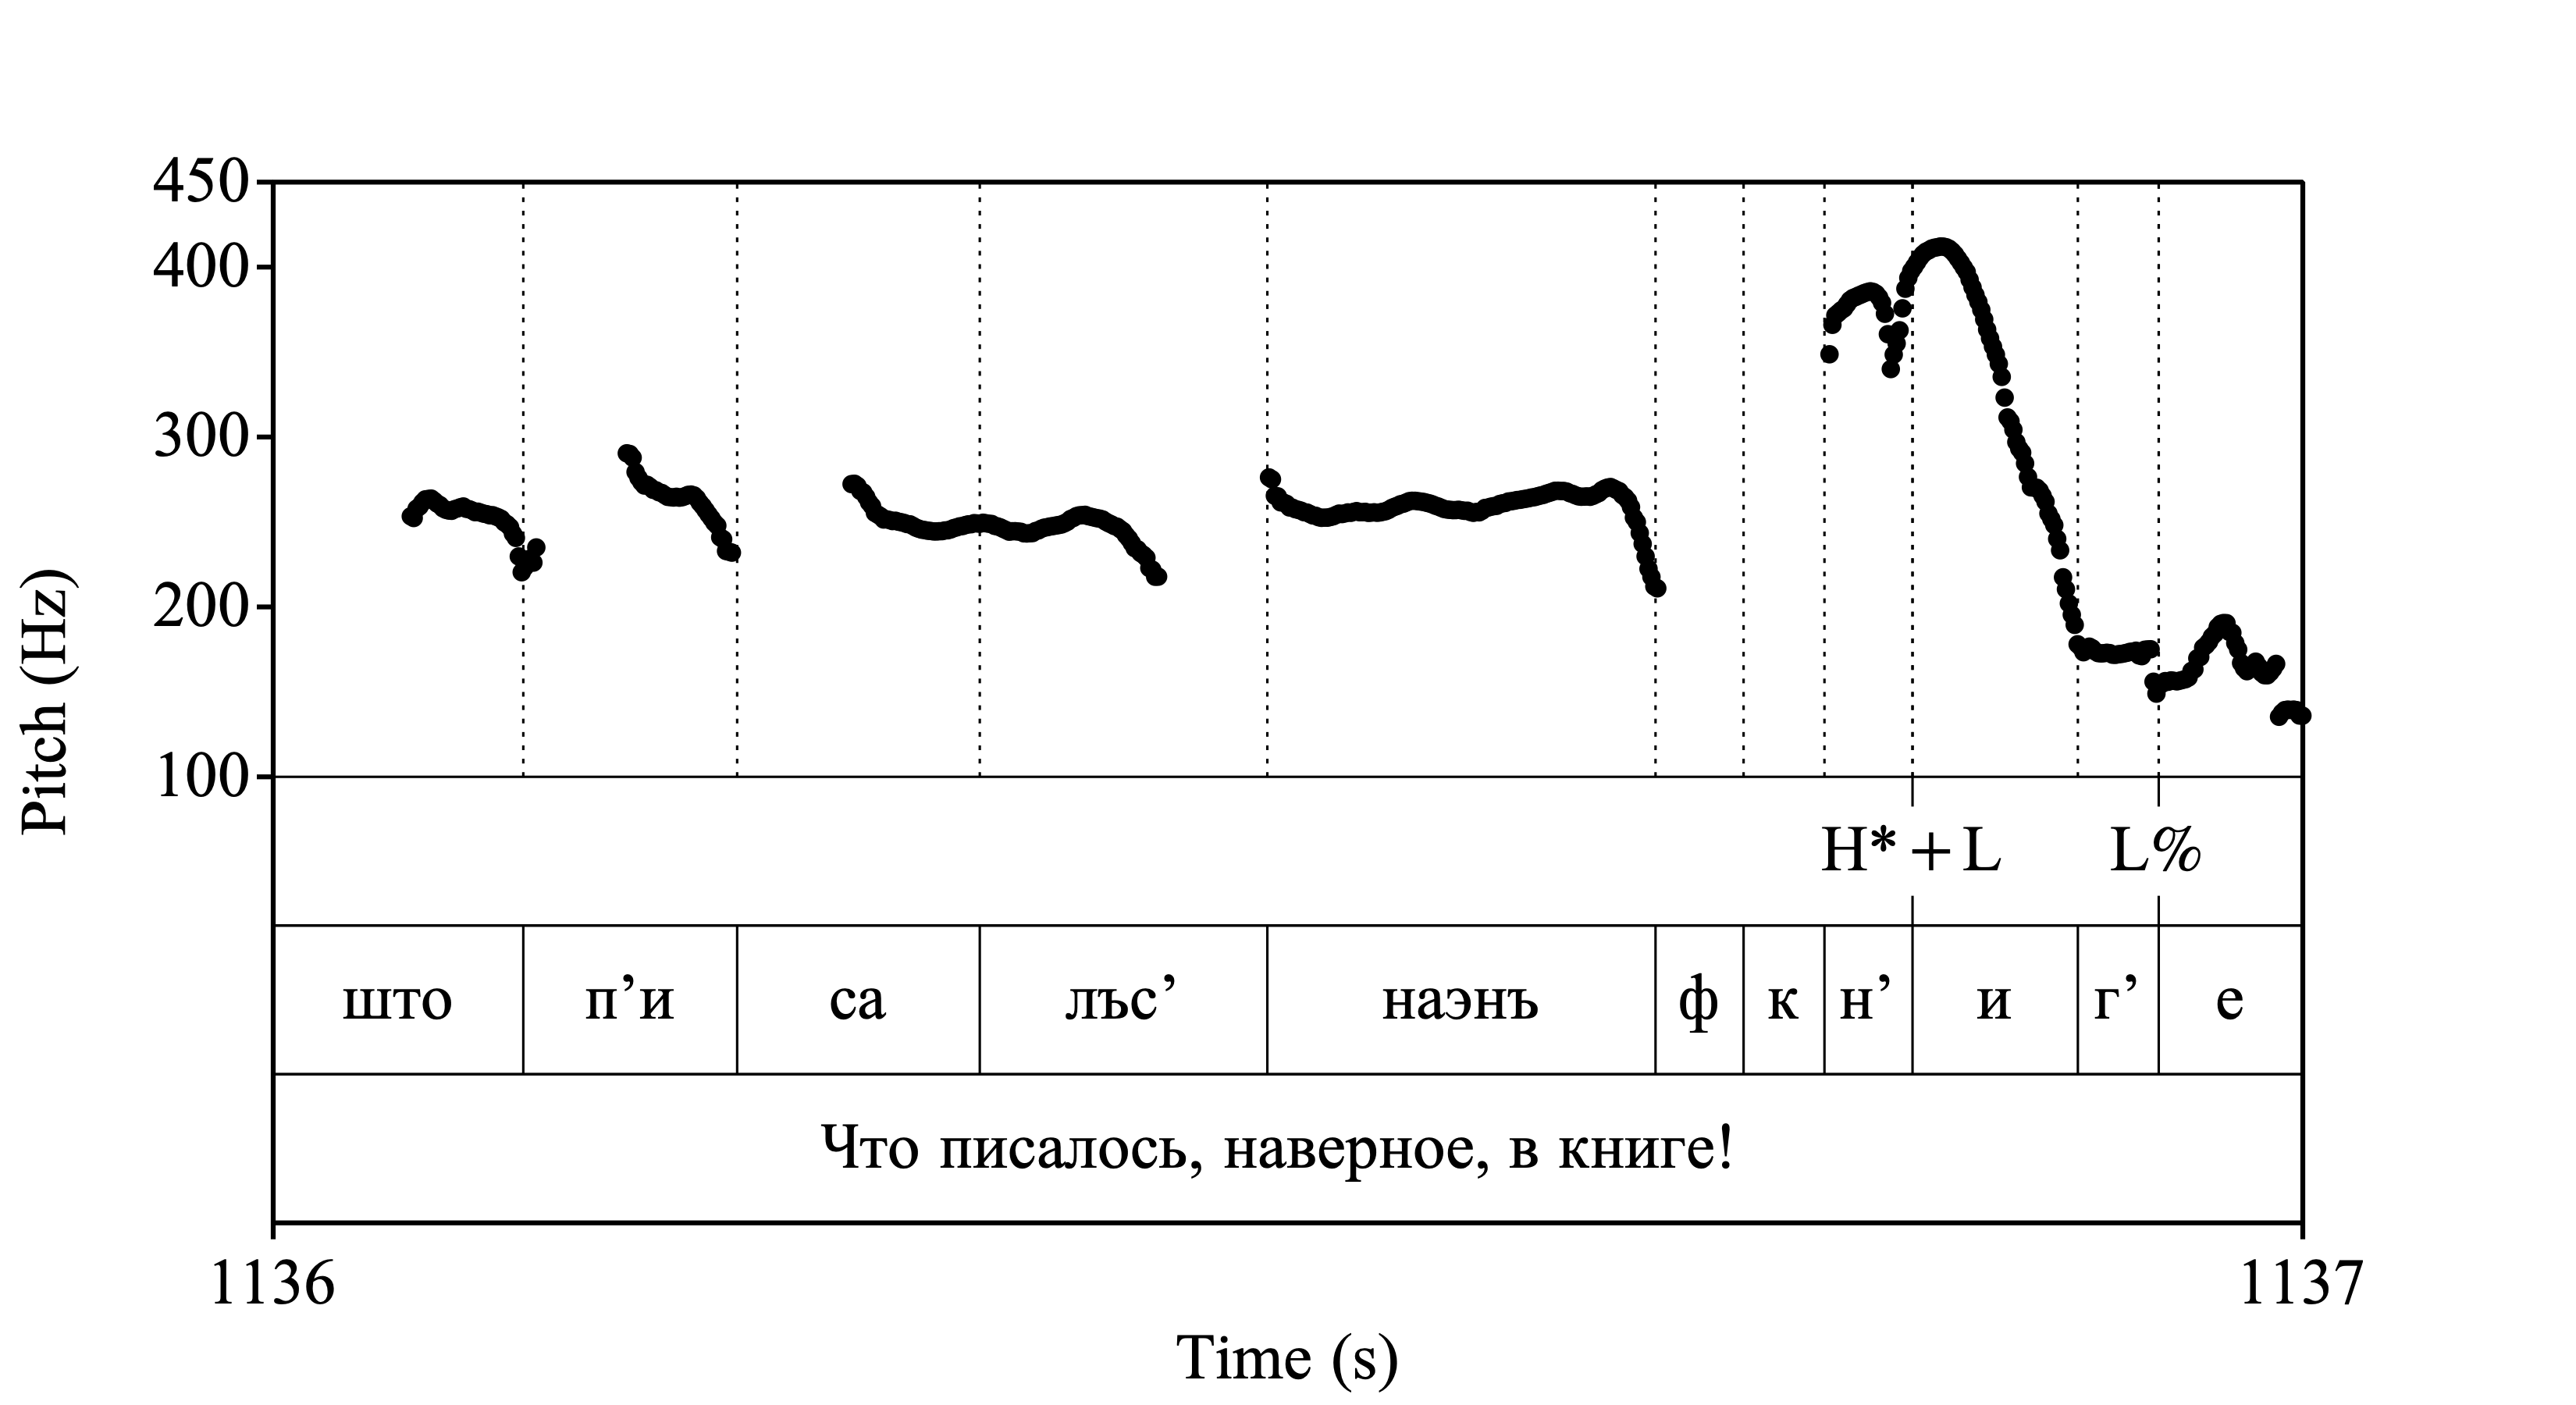 450
400
300
200
100
Pitch (Hz)
H*+L L%
што п’и са лъс’ наэнъ ф к н’ и г’ е
Что писалось, наверное, в книге!
1136 1137
Time (s)